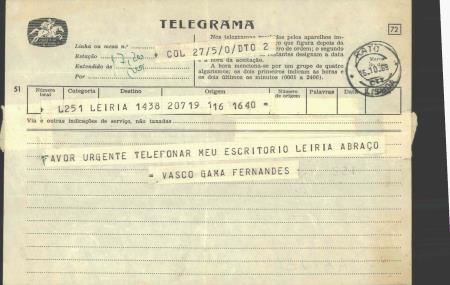 TELEGRAMA
72
Linha ou mesa n.º
Estação
Estendido de
Por
COL 27/5/0/DTO 2
Nos telegramas
pelos aparelhos im-
que figura depois da
de ordem; o segundo
designam a data
e a hora da aceitação.
A hora menciona-se por um grupo de quatro
algarismos; os dois primeiros indicam as horas e
os dois últimos os minutos (0001 a 2400).
51
Número total
Categoria
Destino
Origem
Número de origem
Palavras
Data
L251 LEIRIA 1438 20719 116 1640 =
Via e outras indicações de serviço, não taxadas
FAVOR URGENTE TELEFONAR MEU ESCRITORIO LEIRIA ABRAÇO
= VASCO GAMA FERNANDES